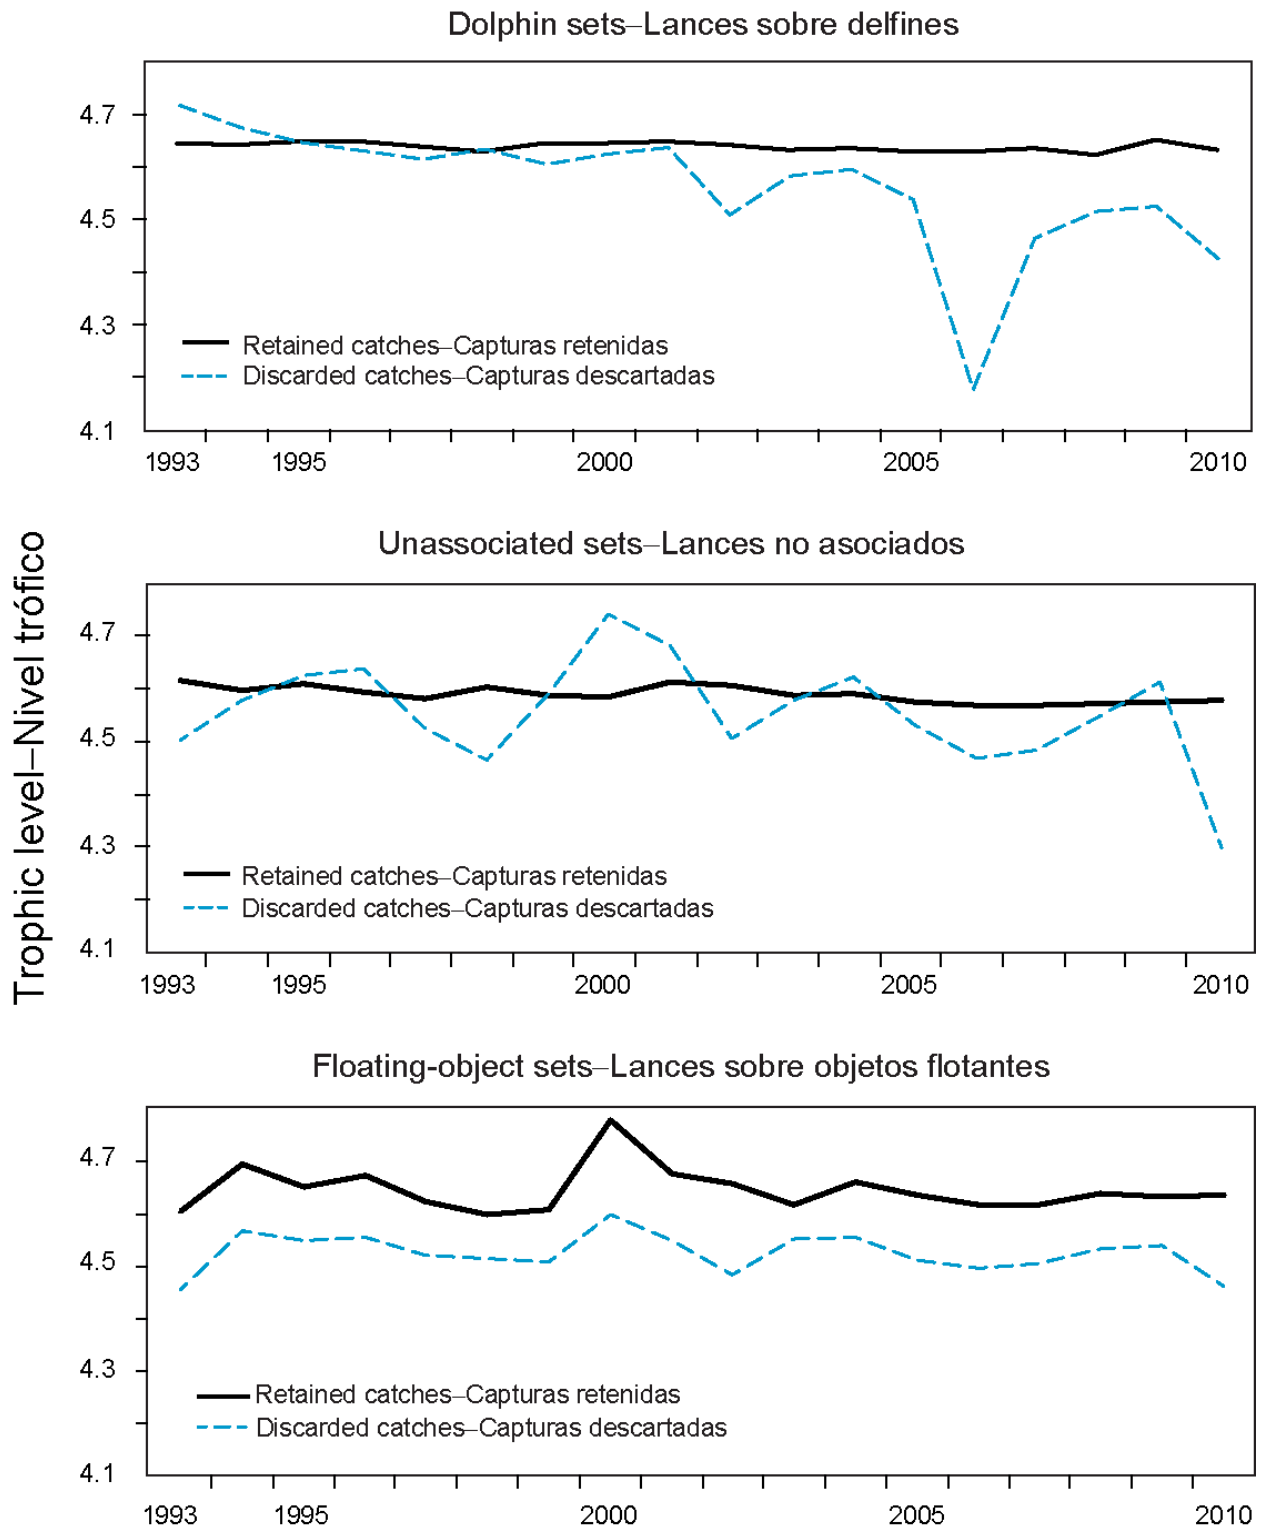 Dolphin sets–Lances sobre delfines
4.7
4.5
4.3
4.1
Retained catches–Capturas retenidas
Discarded catches–Capturas descartadas
1993 1995 2000 2005 2010
Trophic level–Nivel trófico
Unassociated sets–Lances no asociados
4.7
4.5
4.3
4.1
Retained catches–Capturas retenidas
Discarded catches–Capturas descartadas
1993 1995 2000 2005 2010
Floating-object sets–Lances sobre objetos flotantes
4.7
4.5
4.3
4.1
Retained catches–Capturas retenidas
Discarded catches–Capturas descartadas
1993 1995 2000 2005 2010